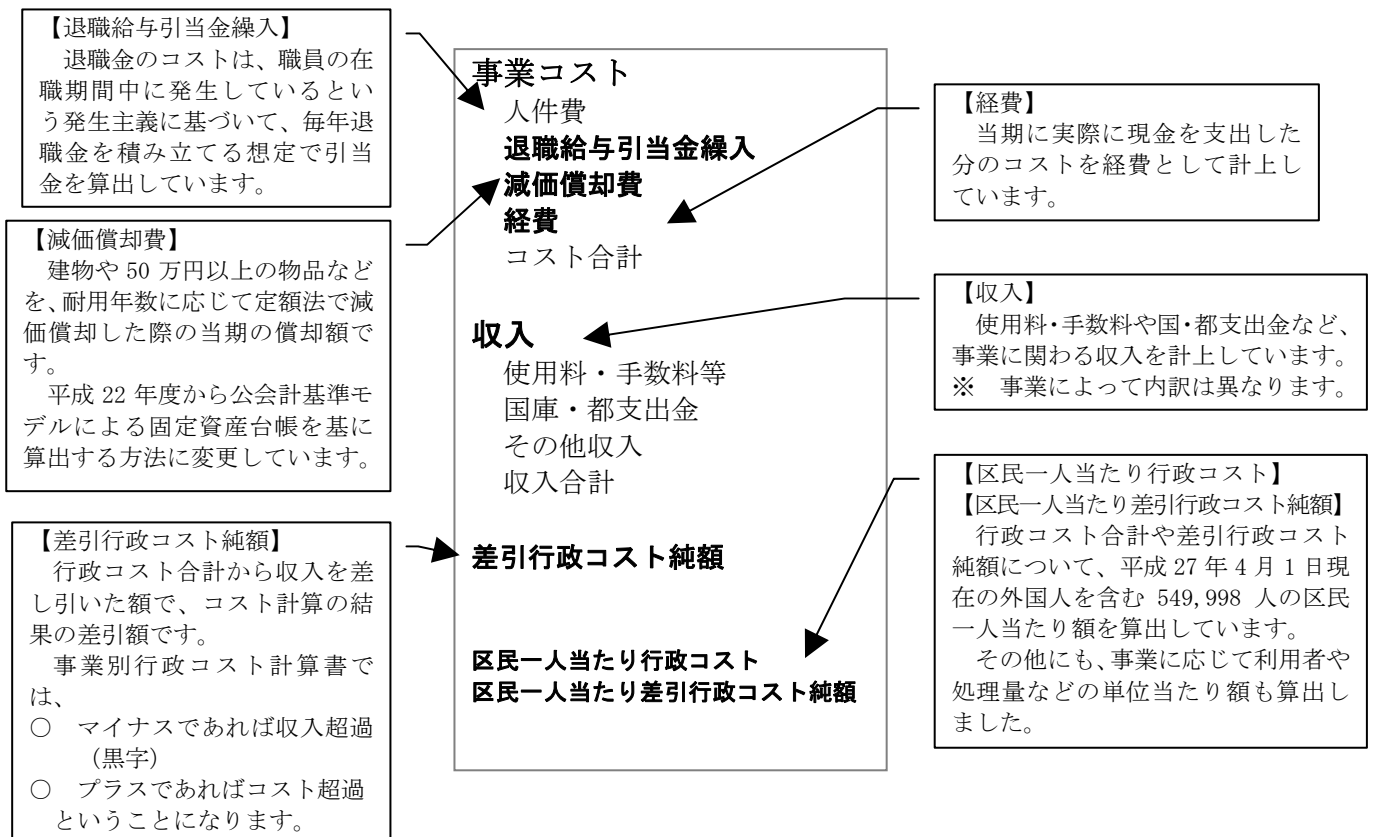 【退職給与引当金繰入】
退職金のコストは、職員の在
職期間中に発生しているとい
う発生主義に基づいて、毎年退
職金を積み立てる想定で引当
金を算出しています。
【減価償却費】
建物や 50 万円以上の物品など
を、耐用年数に応じて定額法で減
価償却した際の当期の償却額で
す。
平成 22 年度から公会計基準モ
デルによる固定資産台帳を基に
算出する方法に変更しています。
【差引行政コスト純額】
行政コスト合計から収入を差
し引いた額で、コスト計算の結
果の差引額です。
事業別行政コスト計算書で
は、
○ マイナスであれば収入超過
（黒字）
○ プラスであればコスト超過
ということになります。
事業コスト
人件費
退職給与引当金繰入
減価償却費
経費
コスト合計
収入
使用料・手数料等
国庫・都支出金
その他収入
収入合計
差引行政コスト純額
区民一人当たり行政コスト
区民一人当たり差引行政コスト純額
【経費】
当期に実際に現金を支出した
分のコストを経費として計上し
ています。
【収入】
使用料・手数料や国・都支出金など、
事業に関わる収入を計上しています。
※ 事業によって内訳は異なります。
【区民一人当たり行政コスト】
【区民一人当たり差引行政コスト純額】
行政コスト合計や差引行政コスト
純額について、平成 27 年 4 月 1 日現
在の外国人を含む 549,998 人の区民
一人当たり額を算出しています。
その他にも、事業に応じて利用者や
処理量などの単位当たり額も算出し
ました。